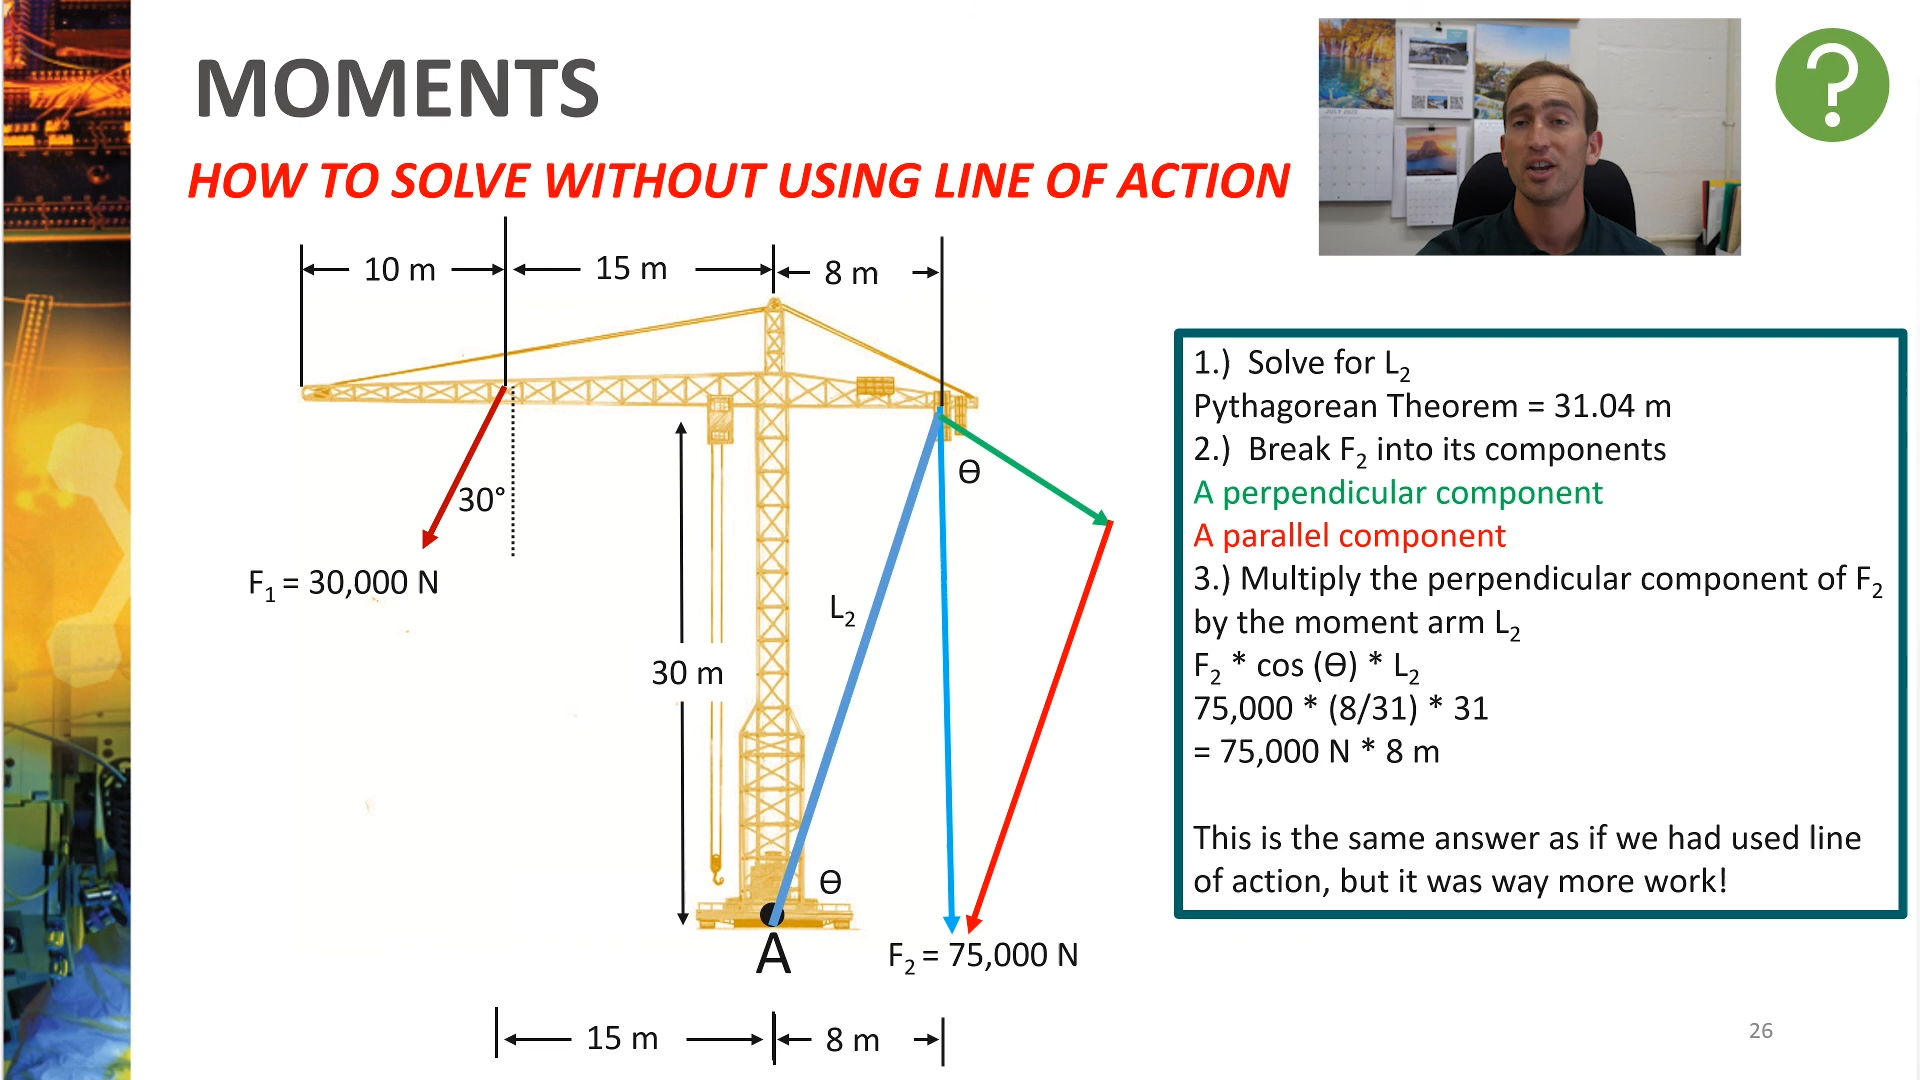 MOMENTS
HOW TO SOLVE WITHOUT USING LINE OF ACTION
10 m
15 m
8 m
30°
F1 = 30,000 N
30 m
L2
Ө
Ө
A
F2 = 75,000 N
15 m
8 m
1.) Solve for L2
Pythagorean Theorem = 31.04 m
2.) Break F2 into its components
A perpendicular component
A parallel component
3.) Multiply the perpendicular component of F2
by the moment arm L2
F2 * cos (Ө) * L2
75,000 * (8/31) * 31
= 75,000 N * 8 m
This is the same answer as if we had used line
of action, but it was way more work!
26